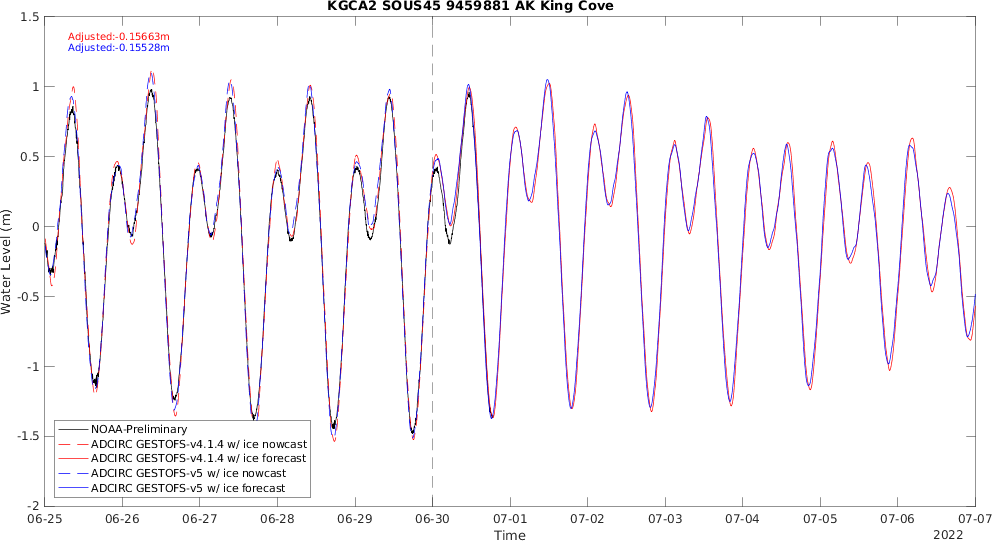 KGCA2 SOUS45 9459881 AK King Cove
Adjusted:-0.15663m
Adjusted:-0.15528m
1.5
1
0.5
0
-0.5
-1
-1.5
-2
Water Level (m)
NOAA-Preliminary
ADCIRC GESTOFS-v4.1.4 w/ ice nowcast
ADCIRC GESTOFS-v4.1.4 w/ ice forecast
ADCIRC GESTOFS-v5 w/ ice nowcast
ADCIRC GESTOFS-v5 w/ ice forecast
06-25 06-26 06-27 06-28 06-29 06-30 07-01 07-02 07-03 07-04 07-05 07-06 07-07
Time
2022